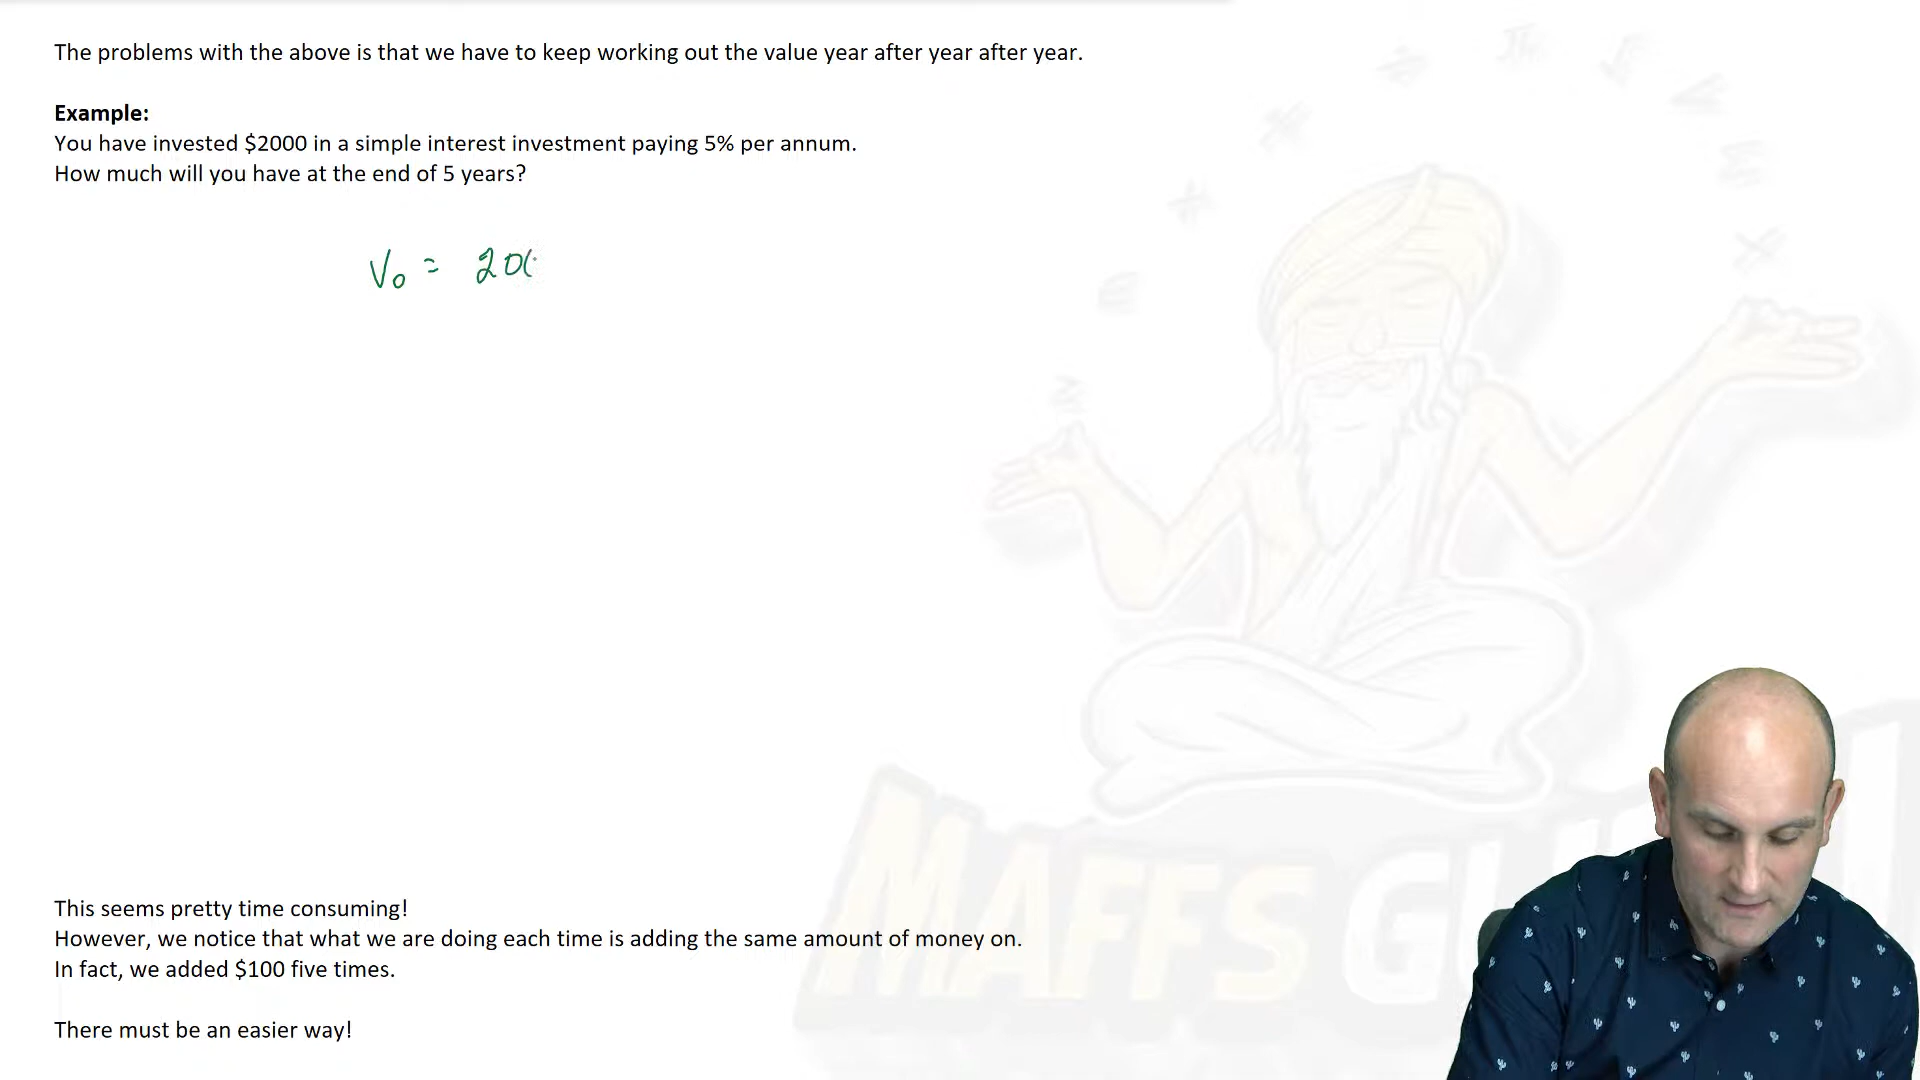 The problems with the above is that we have to keep working out the value year after year after year.
Example:
You have invested $2000 in a simple interest investment paying 5% per annum.
How much will you have at the end of 5 years?
V₀ = 200
MAFFS GU
This seems pretty time consuming!
However, we notice that what we are doing each time is adding the same amount of money on.
In fact, we added $100 five times.
There must be an easier way!